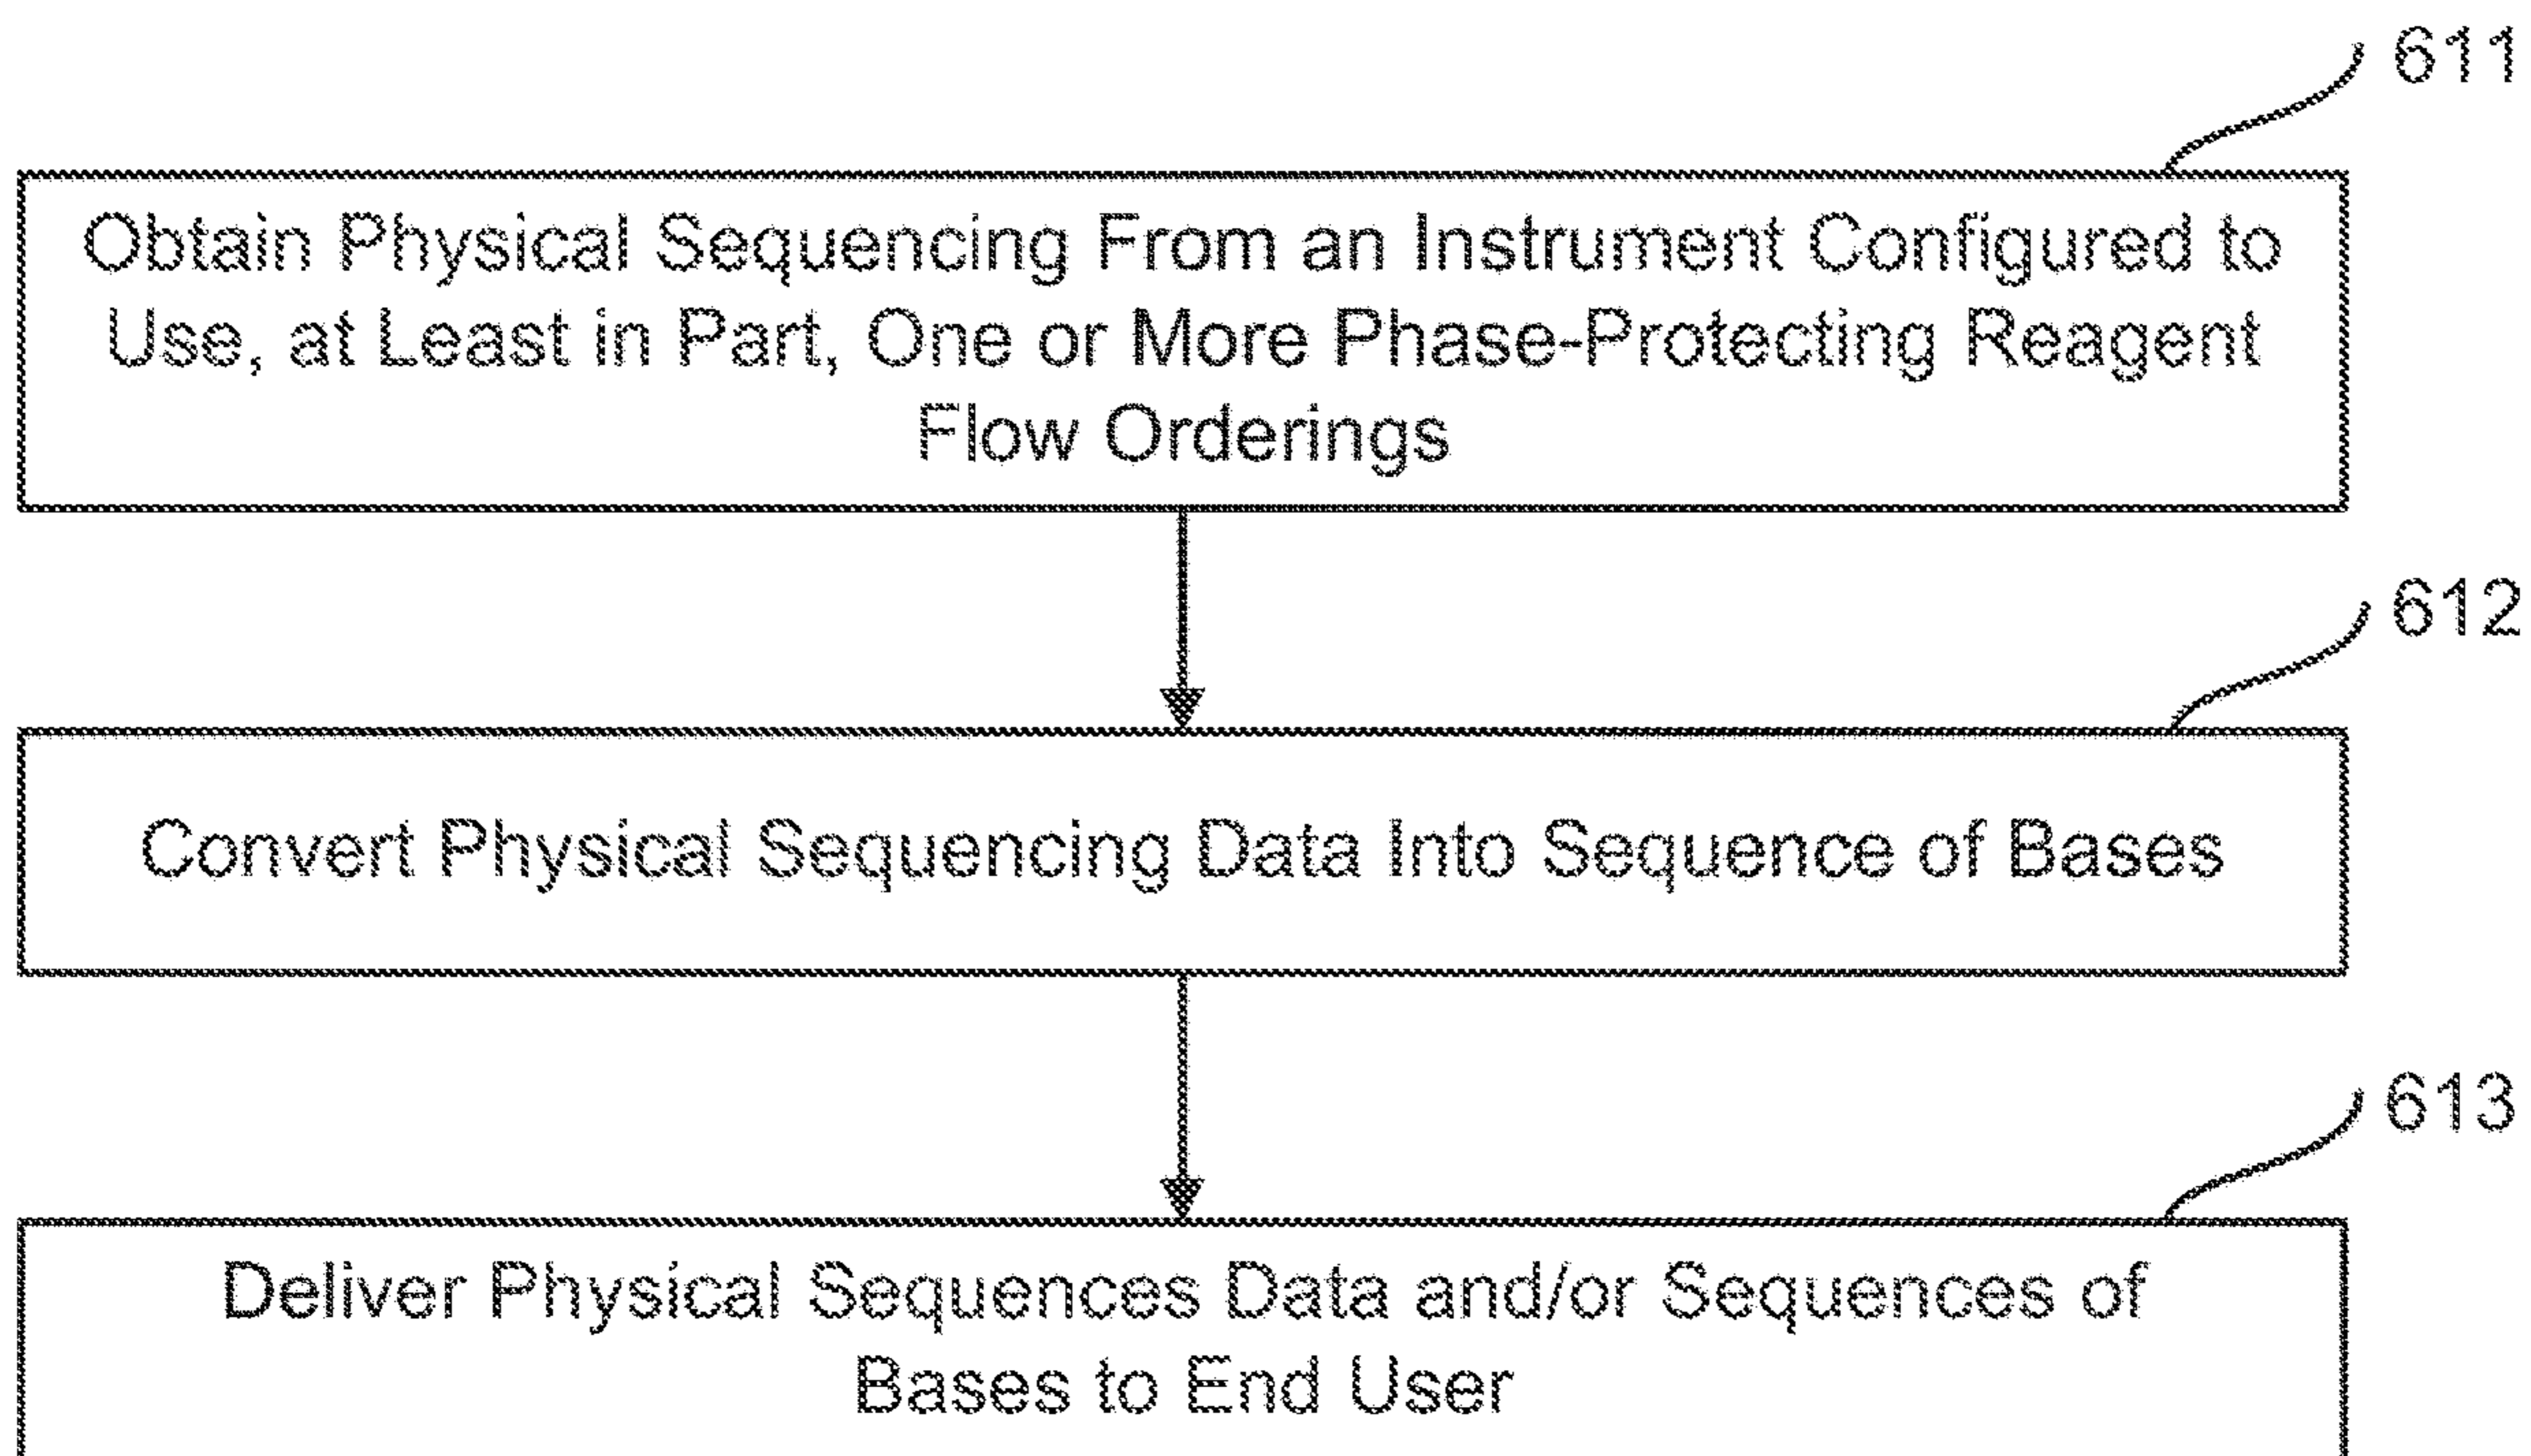 611
Obtain Physical Sequencing From an Instrument Configured to
Use, at Least in Part, One or More Phase-Protecting Reagent
Flow Orderings
612
Convert Physical Sequencing Data Into Sequence of Bases
613
Deliver Physical Sequences Data and/or Sequences of
Bases to End User